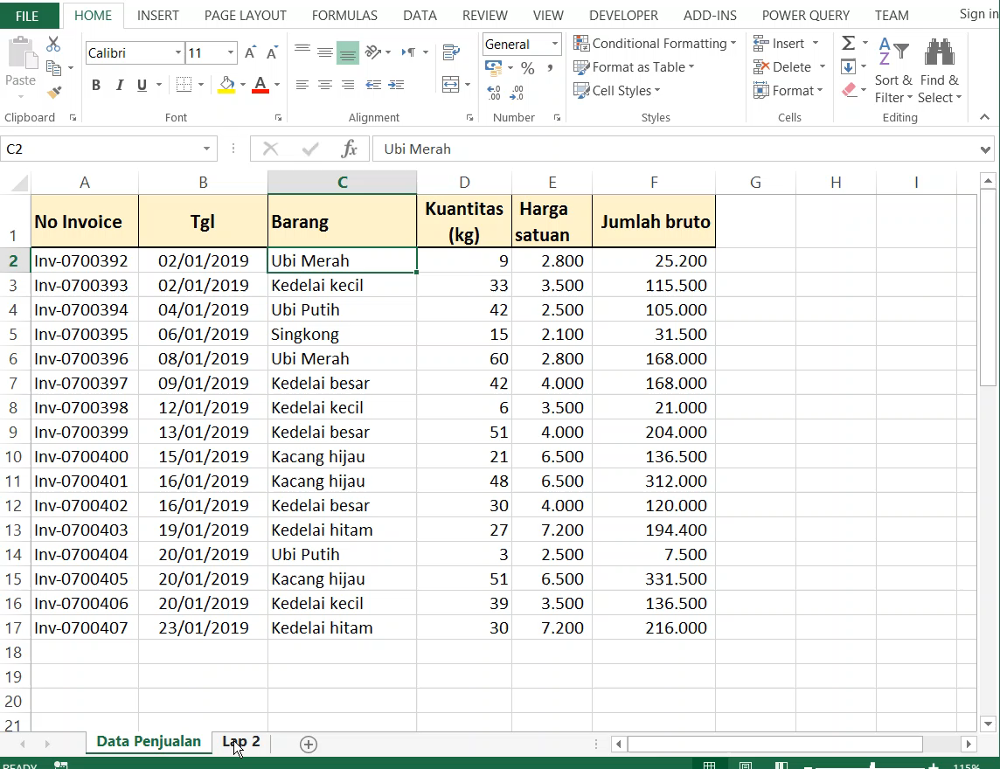 FILE HOME INSERT PAGE LAYOUT FORMULAS DATA REVIEW VIEW DEVELOPER ADD-INS POWER QUERY TEAM Sign in
Paste
Clipboard
Calibri 11
B I U A
Font
Alignment
General
% ,
Number
Conditional Formatting
Format as Table
Cell Styles
Styles
Insert
Delete
Format
Cells
Σ
Sort & Filter
Find & Select
Editing
C2 fx Ubi Merah
A B C D E F G H I
1 No Invoice Tgl Barang Kuantitas (kg) Harga satuan Jumlah bruto
2 Inv-0700392 02/01/2019 Ubi Merah 9 2.800 25.200
3 Inv-0700393 02/01/2019 Kedelai kecil 33 3.500 115.500
4 Inv-0700394 04/01/2019 Ubi Putih 42 2.500 105.000
5 Inv-0700395 06/01/2019 Singkong 15 2.100 31.500
6 Inv-0700396 08/01/2019 Ubi Merah 60 2.800 168.000
7 Inv-0700397 09/01/2019 Kedelai besar 42 4.000 168.000
8 Inv-0700398 12/01/2019 Kedelai kecil 6 3.500 21.000
9 Inv-0700399 13/01/2019 Kedelai besar 51 4.000 204.000
10 Inv-0700400 15/01/2019 Kacang hijau 21 6.500 136.500
11 Inv-0700401 16/01/2019 Kacang hijau 48 6.500 312.000
12 Inv-0700402 16/01/2019 Kedelai besar 30 4.000 120.000
13 Inv-0700403 19/01/2019 Kedelai hitam 27 7.200 194.400
14 Inv-0700404 20/01/2019 Ubi Putih 3 2.500 7.500
15 Inv-0700405 20/01/2019 Kacang hijau 51 6.500 331.500
16 Inv-0700406 20/01/2019 Kedelai kecil 39 3.500 136.500
17 Inv-0700407 23/01/2019 Kedelai hitam 30 7.200 216.000
18
19
20
21
Data Penjualan Lap 2
READY 115%